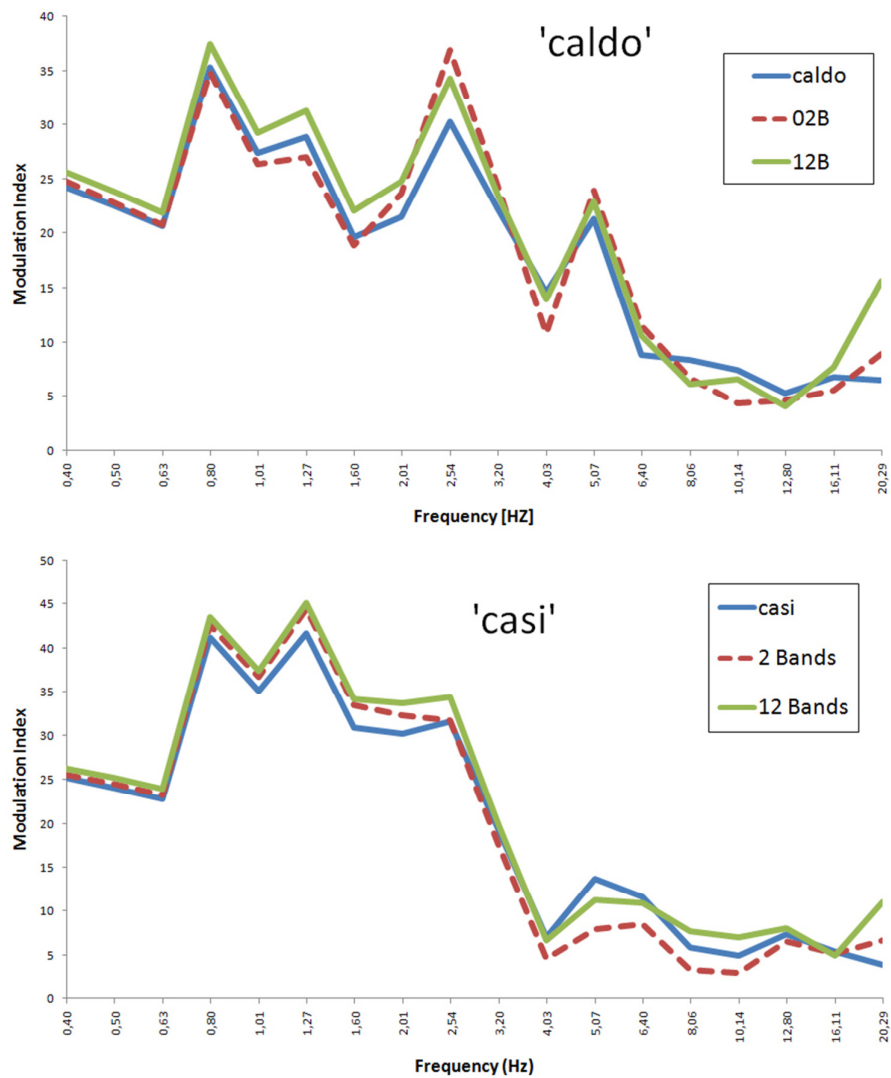 'caldo'
caldo
02B
12B
Modulation Index
40
35
30
25
20
15
10
5
0
0,40 0,50 0,63 0,80 1,01 1,27 1,60 2,01 2,54 3,20 4,03 5,07 6,40 8,06 10,14 12,80 16,11 20,29
Frequency [HZ]
'casi'
casi
2 Bands
12 Bands
Modulation Index
50
45
40
35
30
25
20
15
10
5
0
0,40 0,50 0,63 0,80 1,01 1,27 1,60 2,01 2,54 3,20 4,03 5,07 6,40 8,06 10,14 12,80 16,11 20,29
Frequency (Hz)